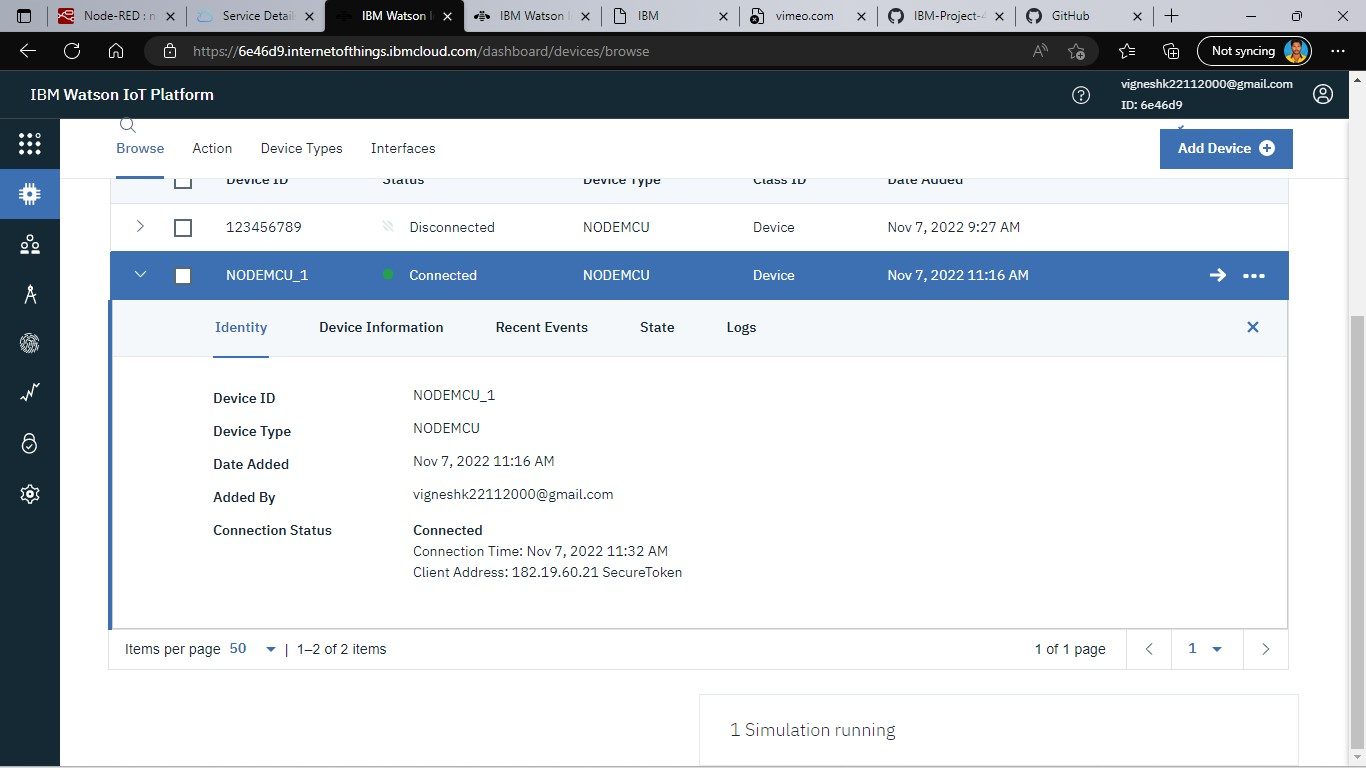 Node-RED : n
Service Detail
IBM Watson I
IBM Watson I
IBM
vimeo.com
IBM-Project-4
GitHub
https://6e46d9.internetofthings.ibmcloud.com/dashboard/devices/browse
Not syncing
IBM Watson IoT Platform
vigneshk22112000@gmail.com
ID: 6e46d9
Browse Action Device Types Interfaces
Add Device
Device ID Status Device Type Class ID Date Added
123456789 Disconnected NODEMCU Device Nov 7, 2022 9:27 AM
NODEMCU_1 Connected NODEMCU Device Nov 7, 2022 11:16 AM
Identity Device Information Recent Events State Logs
Device ID NODEMCU_1
Device Type NODEMCU
Date Added Nov 7, 2022 11:16 AM
Added By vigneshk22112000@gmail.com
Connection Status Connected
Connection Time: Nov 7, 2022 11:32 AM
Client Address: 182.19.60.21 SecureToken
Items per page 50 | 1–2 of 2 items 1 of 1 page 1
1 Simulation running